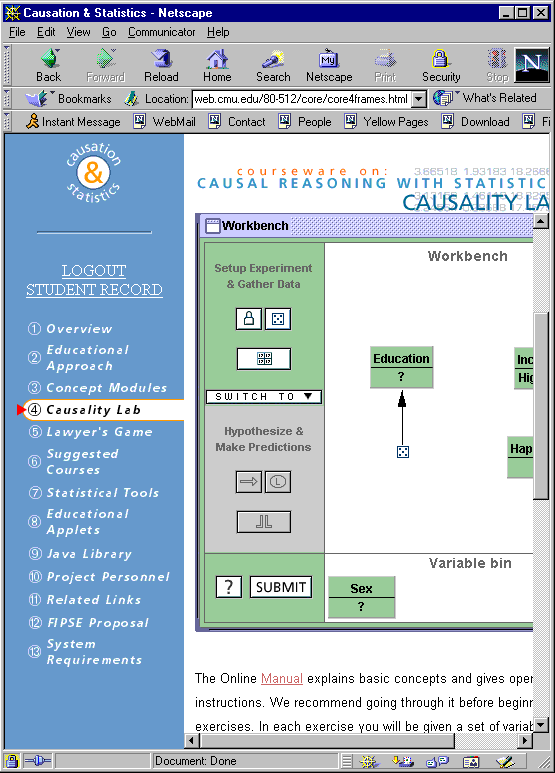 Causation & Statistics - Netscape
File Edit View Go Communicator Help
Back Forward Reload Home Search Netscape Print Security Stop N
Bookmarks Location: web.cmu.edu/80-512/core/core4frames.html What's Related
Instant Message WebMail Contact People Yellow Pages Download Fi
causation
&
statistics
courseware on:
CAUSAL REASONING WITH STATISTIC
CAUSALITY LA
LOGOUT
STUDENT RECORD
1 Overview
2 Educational
Approach
3 Concept Modules
4 Causality Lab
5 Lawyer's Game
6 Suggested
Courses
7 Statistical Tools
8 Educational
Applets
9 Java Library
10 Project Personnel
11 Related Links
12 FIPSE Proposal
13 System
Requirements
Workbench
Setup Experiment
& Gather Data
SWITCH TO ▼
Hypothesize &
Make Predictions
L
? SUBMIT
Workbench
Education
?
Inc
Hig
Hap
Variable bin
Sex
?
The Online Manual explains basic concepts and gives oper
instructions. We recommend going through it before beginn
exercises. In each exercise you will be given a set of variab
Document: Done